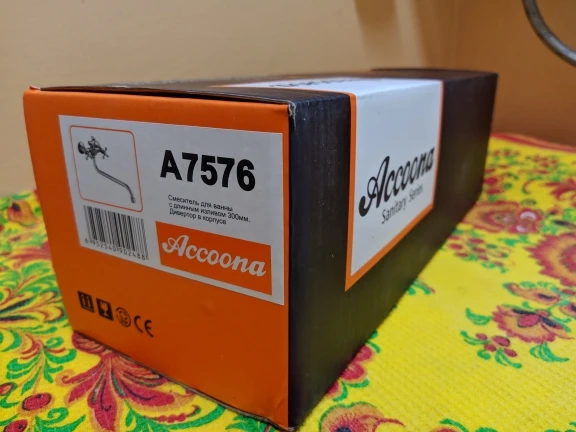 A7576
Смеситель для ванны
с длинным изливом 300мм.
Дивертор в корпусе
Accoona
CE
Accoona
Sanitary Series